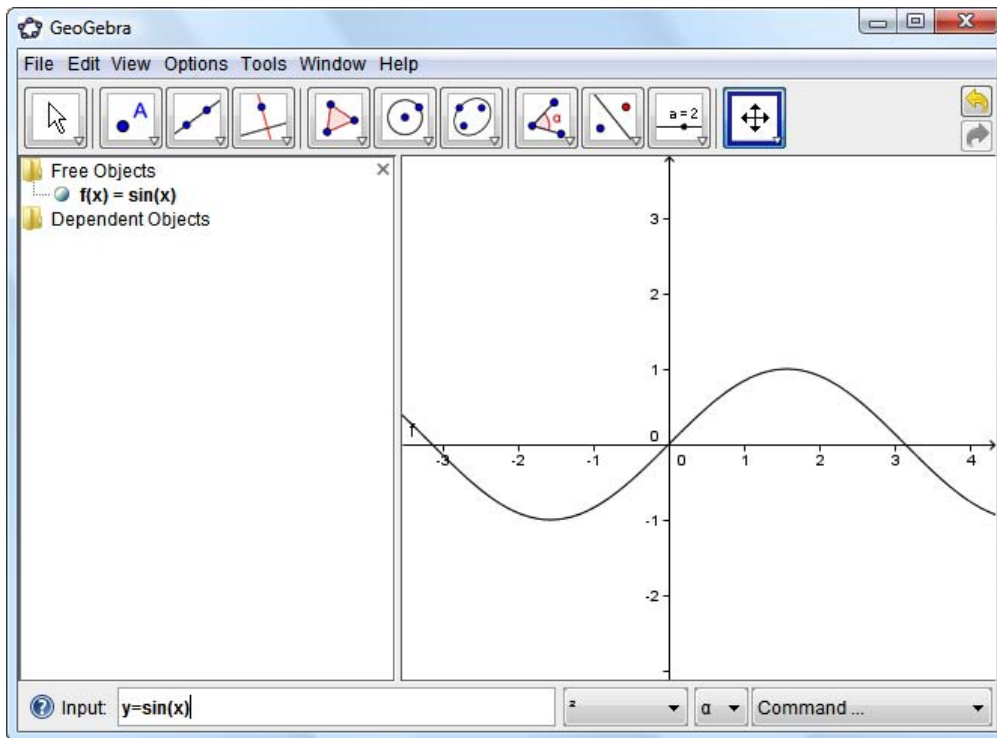 GeoGebra
File Edit View Options Tools Window Help
A
α
a = 2
Free Objects
f(x) = sin(x)
Dependent Objects
3
2
1
0
f
-3 -2 -1 0 1 2 3 4
-1
-2
Input: y=sin(x)
² α Command ...